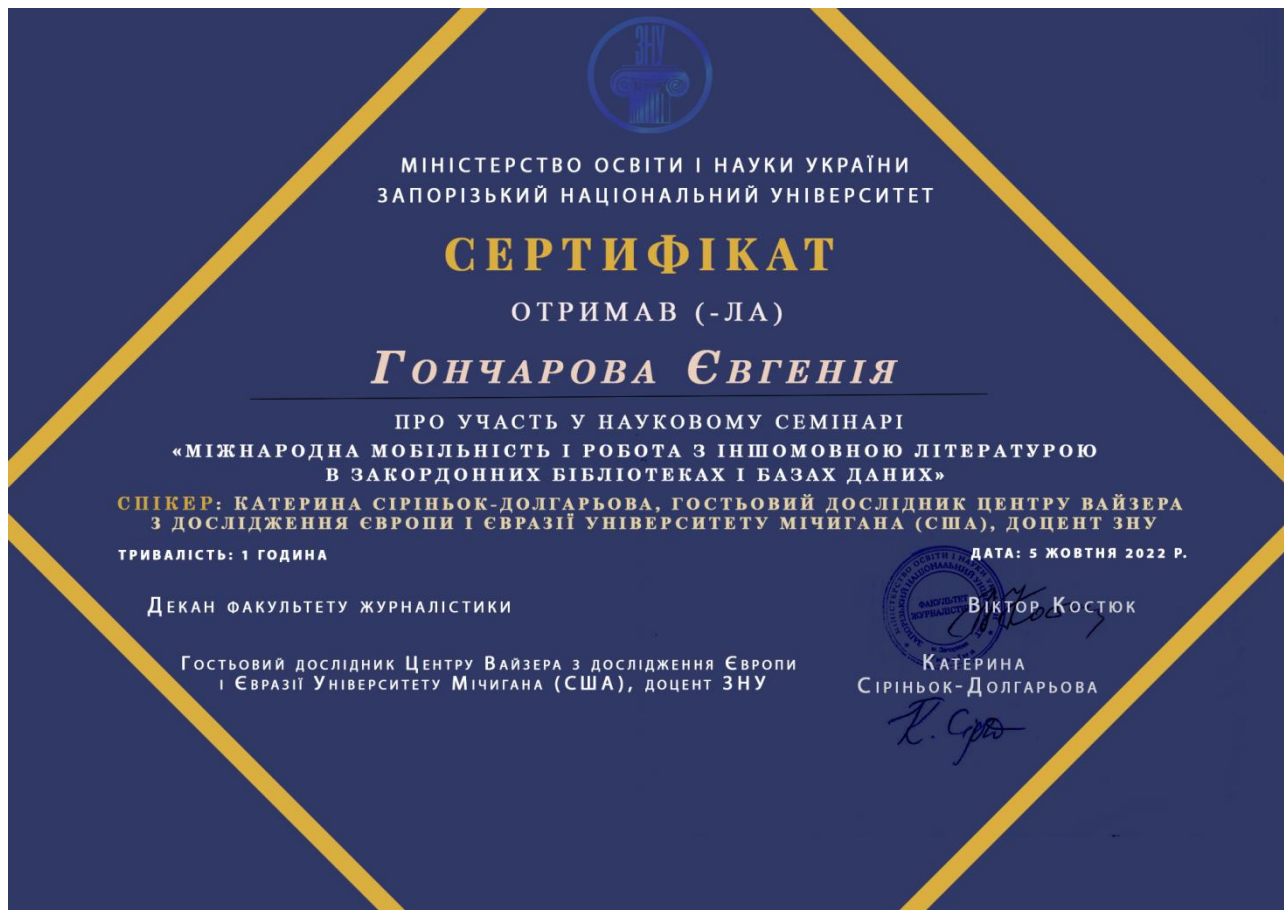 ЗНУ
МІНІСТЕРСТВО ОСВІТИ І НАУКИ УКРАЇНИ
ЗАПОРІЗЬКИЙ НАЦІОНАЛЬНИЙ УНІВЕРСИТЕТ
СЕРТИФІКАТ
ОТРИМАВ (-ЛА)
ГОНЧАРОВА ЄВГЕНІЯ
ПРО УЧАСТЬ У НАУКОВОМУ СЕМІНАРІ
«МІЖНАРОДНА МОБІЛЬНІСТЬ І РОБОТА З ІНШОМОВНОЮ ЛІТЕРАТУРОЮ
В ЗАКОРДОННИХ БІБЛІОТЕКАХ І БАЗАХ ДАНИХ»
СПІКЕР: КАТЕРИНА СІРІНЬОК-ДОЛГАРЬОВА, ГОСТЬОВИЙ ДОСЛІДНИК ЦЕНТРУ ВАЙЗЕРА
З ДОСЛІДЖЕННЯ ЄВРОПИ І ЄВРАЗІЇ УНІВЕРСИТЕТУ МІЧИГАНА (США), ДОЦЕНТ ЗНУ
ТРИВАЛІСТЬ: 1 ГОДИНА
ДАТА: 5 ЖОВТНЯ 2022 Р.
ДЕКАН ФАКУЛЬТЕТУ ЖУРНАЛІСТИКИ
ФАКУЛЬТЕТ
ЖУРНАЛІСТИКИ
ВІКТОР КОСТЮК
ГОСТЬОВИЙ ДОСЛІДНИК ЦЕНТРУ ВАЙЗЕРА З ДОСЛІДЖЕННЯ ЄВРОПИ
І ЄВРАЗІЇ УНІВЕРСИТЕТУ МІЧИГАНА (США), ДОЦЕНТ ЗНУ
КАТЕРИНА
СІРІНЬОК-ДОЛГАРЬОВА